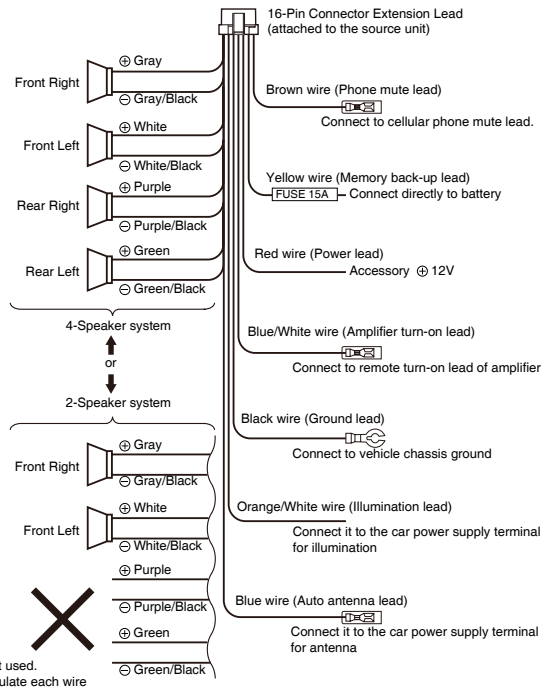 16-Pin Connector Extension Lead
(attached to the source unit)
⊕ Gray
Front Right
⊖ Gray/Black
⊕ White
Front Left
⊖ White/Black
⊕ Purple
Rear Right
⊖ Purple/Black
⊕ Green
Rear Left
⊖ Green/Black
4-Speaker system
or
2-Speaker system
⊕ Gray
Front Right
⊖ Gray/Black
⊕ White
Front Left
⊖ White/Black
⊕ Purple
⊖ Purple/Black
⊕ Green
⊖ Green/Black
t used.
ulate each wire
Brown wire (Phone mute lead)
Connect to cellular phone mute lead.
Yellow wire (Memory back-up lead)
FUSE 15A Connect directly to battery
Red wire (Power lead)
Accessory ⊕ 12V
Blue/White wire (Amplifier turn-on lead)
Connect to remote turn-on lead of amplifier
Black wire (Ground lead)
Connect to vehicle chassis ground
Orange/White wire (Illumination lead)
Connect it to the car power supply terminal
for illumination
Blue wire (Auto antenna lead)
Connect it to the car power supply terminal
for antenna